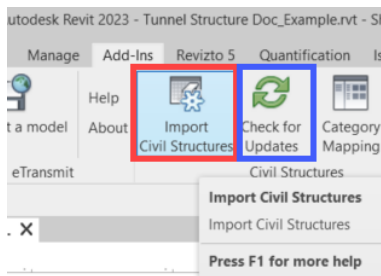 utodesk Revit 2023 - Tunnel Structure Doc_Example.rvt - S
Manage Add-Ins Revizto 5 Quantification Is
t a model
Help
About
Import
Civil Structures
Check for
Updates
Category
Mapping
eTransmit
Civil Structures
Import Civil Structures
Import Civil Structures
Press F1 for more help
. X